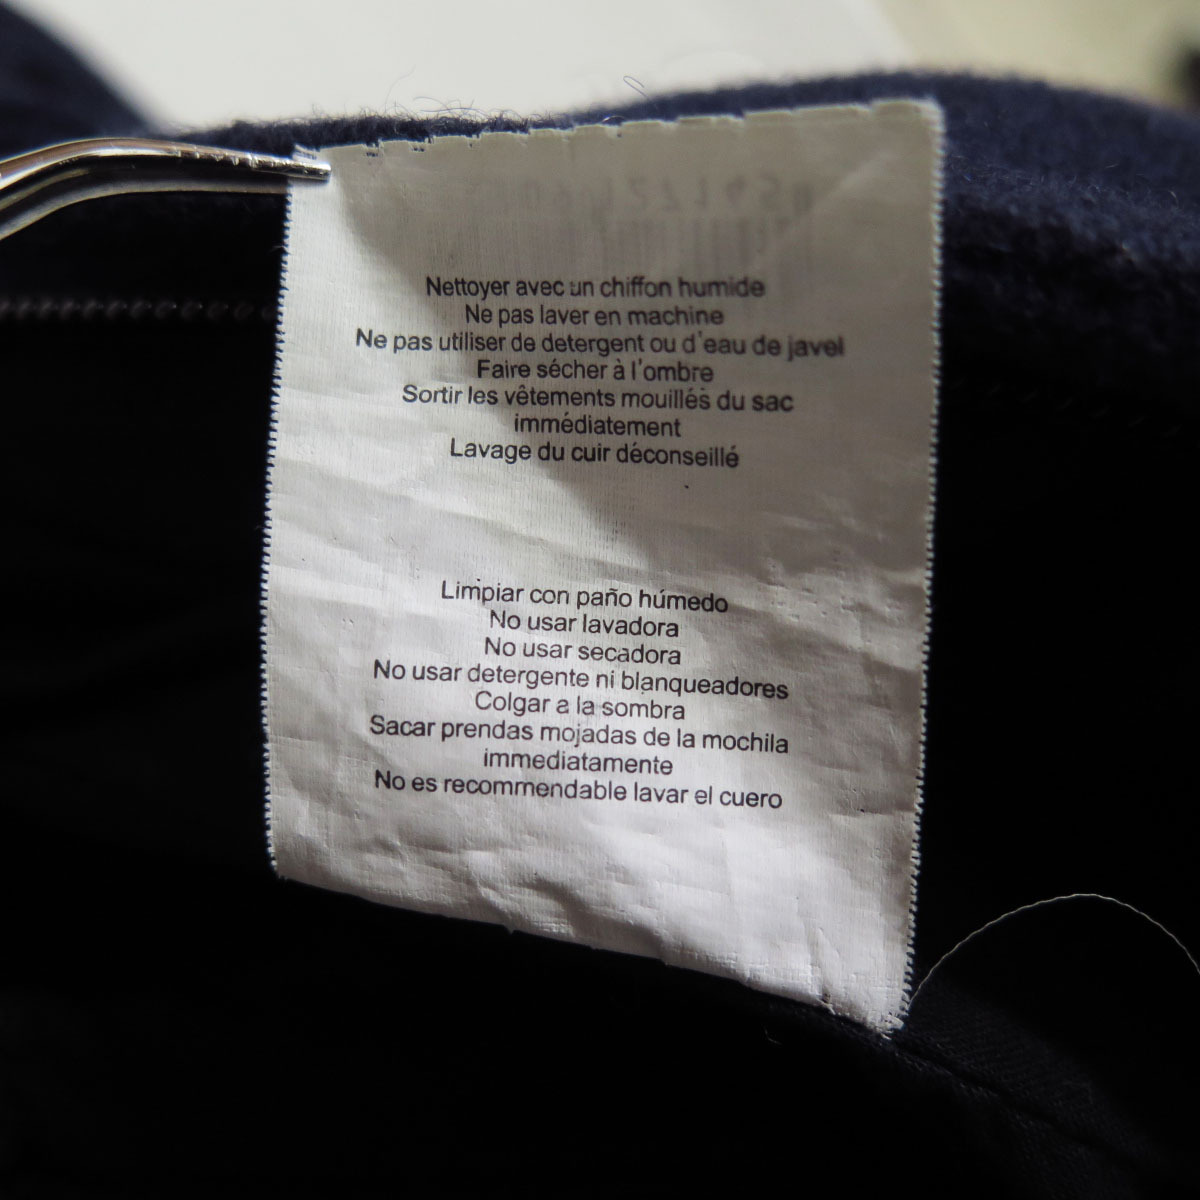 Nettoyer avec un chiffon humide
Ne pas laver en machine
Ne pas utiliser de detergent ou d'eau de javel
Faire sécher à l'ombre
Sortir les vêtements mouillés du sac
immédiatement
Lavage du cuir déconseillé
Limpiar con paño húmedo
No usar lavadora
No usar secadora
No usar detergente ni blanqueadores
Colgar a la sombra
Sacar prendas mojadas de la mochila
immediatamente
No es recommendable lavar el cuero